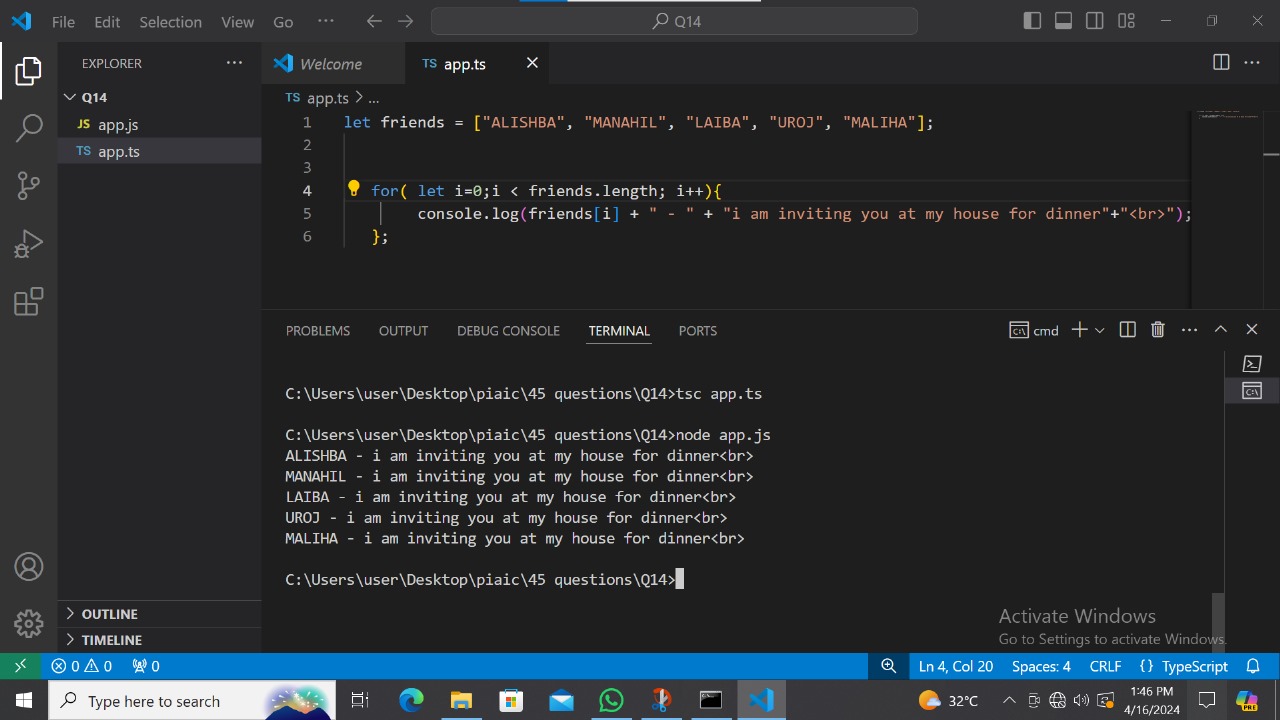 File Edit Selection View Go ··· Q14
EXPLORER ···
Welcome
TS app.ts
Q14
JS app.js
TS app.ts
TS app.ts > ...
1 let friends = ["ALISHBA", "MANAHIL", "LAIBA", "UROJ", "MALIHA"];
2
3
4 for( let i=0;i < friends.length; i++){
5 console.log(friends[i] + " - " + "i am inviting you at my house for dinner"+"<br>");
6 };
PROBLEMS OUTPUT DEBUG CONSOLE TERMINAL PORTS cmd
C:\Users\user\Desktop\piaic\45 questions\Q14>tsc app.ts
C:\Users\user\Desktop\piaic\45 questions\Q14>node app.js
ALISHBA - i am inviting you at my house for dinner<br>
MANAHIL - i am inviting you at my house for dinner<br>
LAIBA - i am inviting you at my house for dinner<br>
UROJ - i am inviting you at my house for dinner<br>
MALIHA - i am inviting you at my house for dinner<br>
C:\Users\user\Desktop\piaic\45 questions\Q14>
OUTLINE
TIMELINE
Activate Windows
Go to Settings to activate Windows.
0 0 0 Ln 4, Col 20 Spaces: 4 CRLF {} TypeScript
Type here to search 32°C 1:46 PM
4/16/2024
PRE